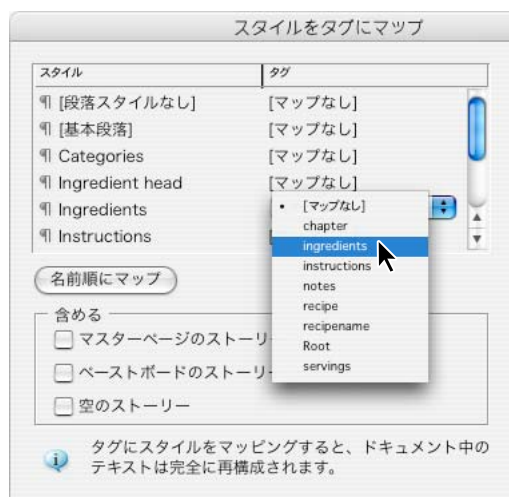 スタイルをタグにマップ
スタイル タグ
¶ [段落スタイルなし] [マップなし]
¶ [基本段落] [マップなし]
¶ Categories [マップなし]
¶ Ingredient head [マップなし]
¶ Ingredients
¶ Instructions
• [マップなし]
chapter
ingredients
instructions
notes
recipe
recipename
Root
servings
名前順にマップ
含める
マスターページのストーリ
ペーストボードのストーリー
空のストーリー
タグにスタイルをマッピングすると、ドキュメント中の
テキストは完全に再構成されます。